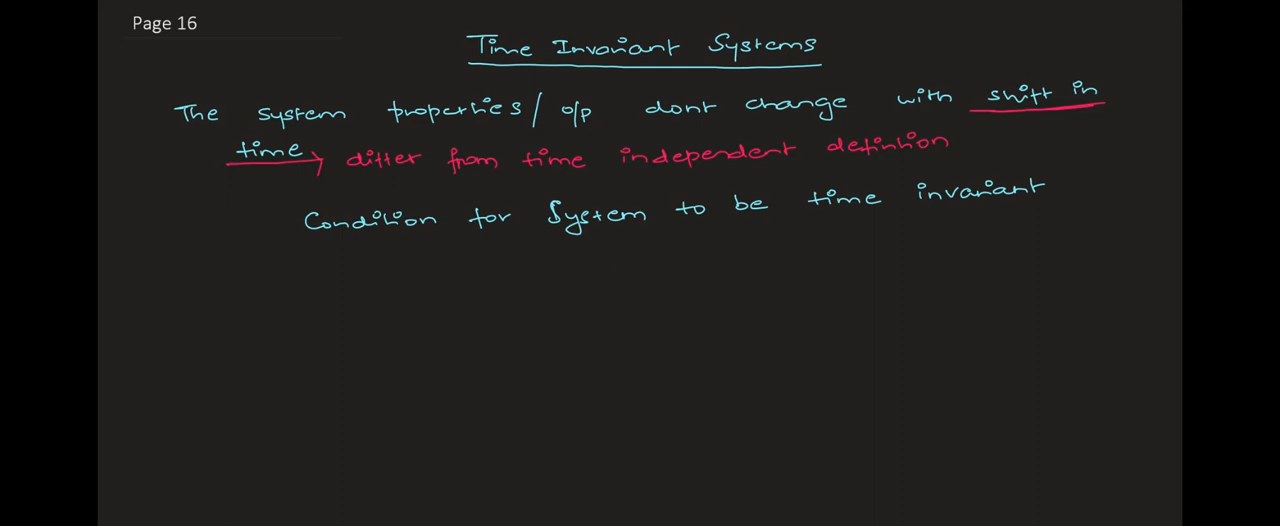 Page 16
Time Invariant Systems
The system properties/ o/p dont change with shift in
time → differ from time independent defintion
Condition for System to be time invariant